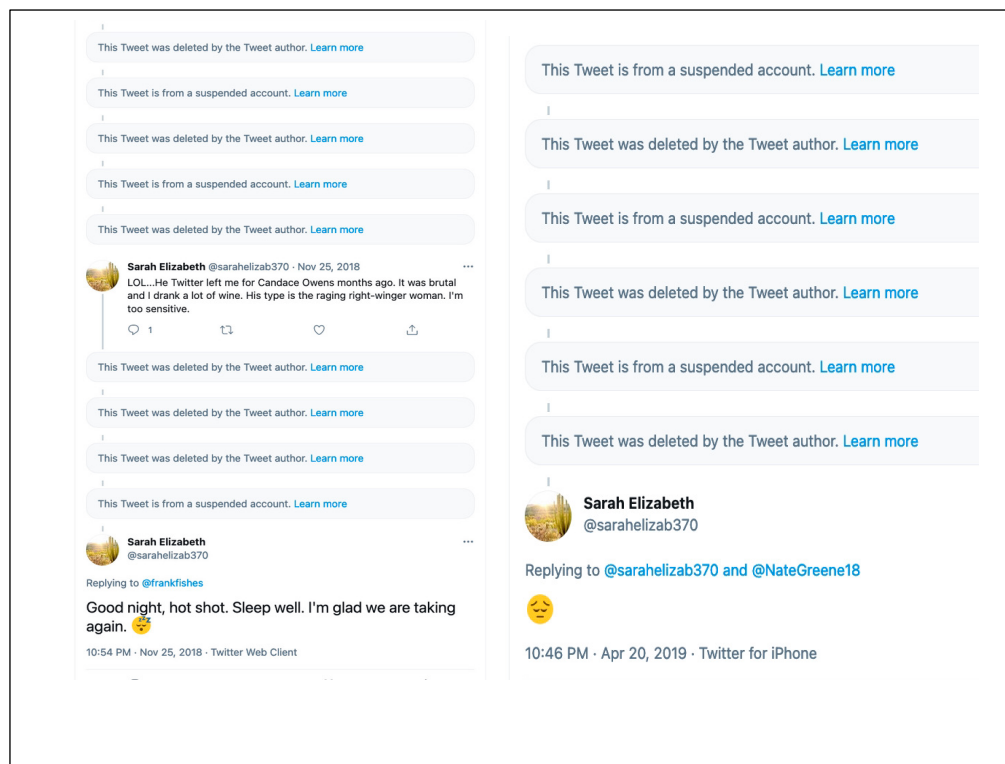 This Tweet was deleted by the Tweet author. Learn more
This Tweet is from a suspended account. Learn more
This Tweet was deleted by the Tweet author. Learn more
This Tweet is from a suspended account. Learn more
This Tweet was deleted by the Tweet author. Learn more
Sarah Elizabeth @sarahelizab370 · Nov 25, 2018
LOL...He Twitter left me for Candace Owens months ago. It was brutal
and I drank a lot of wine. His type is the raging right-winger woman. I'm
too sensitive.
1
This Tweet was deleted by the Tweet author. Learn more
This Tweet was deleted by the Tweet author. Learn more
This Tweet was deleted by the Tweet author. Learn more
This Tweet is from a suspended account. Learn more
Sarah Elizabeth
@sarahelizab370
Replying to @frankfishes
Good night, hot shot. Sleep well. I'm glad we are taking
again. 😴
10:54 PM · Nov 25, 2018 · Twitter Web Client
This Tweet is from a suspended account. Learn more
This Tweet was deleted by the Tweet author. Learn more
This Tweet is from a suspended account. Learn more
This Tweet was deleted by the Tweet author. Learn more
This Tweet is from a suspended account. Learn more
This Tweet was deleted by the Tweet author. Learn more
Sarah Elizabeth
@sarahelizab370
Replying to @sarahelizab370 and @NateGreene18
😔
10:46 PM · Apr 20, 2019 · Twitter for iPhone